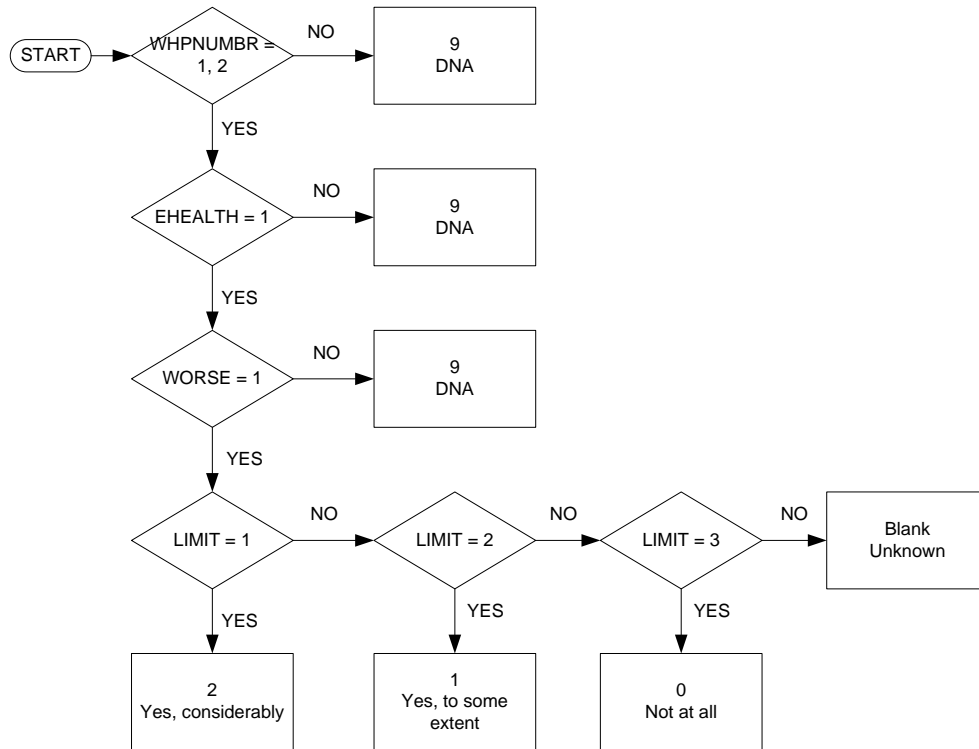 START
WHPNUMBR =
1, 2
NO
9
DNA
YES
EHEALTH = 1
NO
9
DNA
YES
WORSE = 1
NO
9
DNA
YES
LIMIT = 1
NO
LIMIT = 2
NO
LIMIT = 3
NO
Blank
Unknown
YES
YES
YES
2
Yes, considerably
1
Yes, to some
extent
0
Not at all